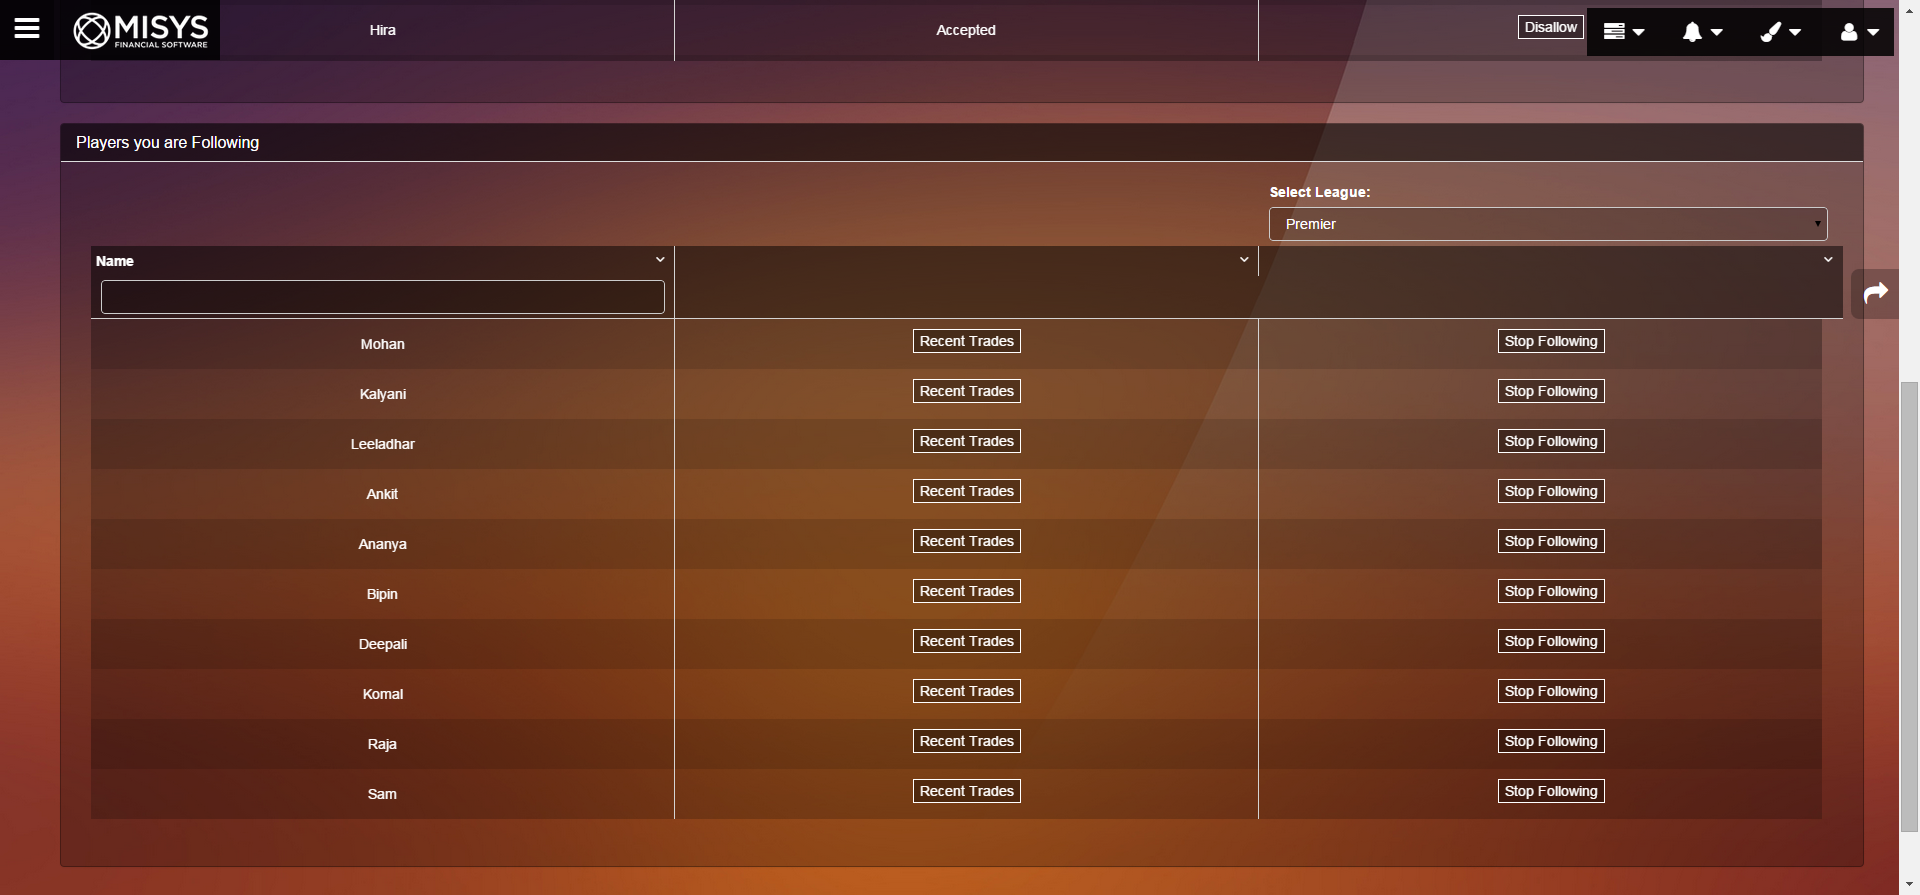 MISYS
FINANCIAL SOFTWARE
Hira Accepted Disallow
Players you are Following
Select League:
Premier
Name
Mohan Recent Trades Stop Following
Kalyani Recent Trades Stop Following
Leeladhar Recent Trades Stop Following
Ankit Recent Trades Stop Following
Ananya Recent Trades Stop Following
Bipin Recent Trades Stop Following
Deepali Recent Trades Stop Following
Komal Recent Trades Stop Following
Raja Recent Trades Stop Following
Sam Recent Trades Stop Following